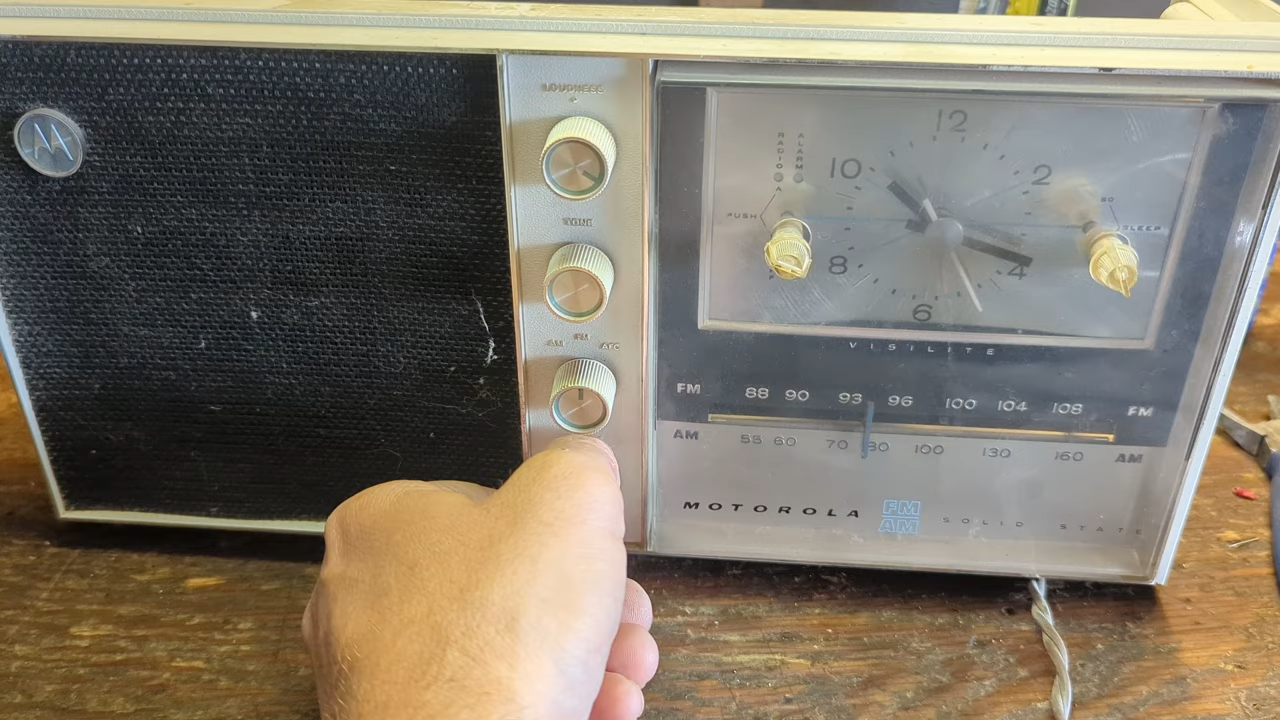 LOUDNESS
TONE
AM FM AFC
RADIO ALARM
A
PUSH
60
SLEEP
12
10 2
8 4
6
VISILITE
FM 88 90 93 96 100 104 108 FM
AM 55 60 70 80 100 130 160 AM
MOTOROLA FM AM SOLID STATE